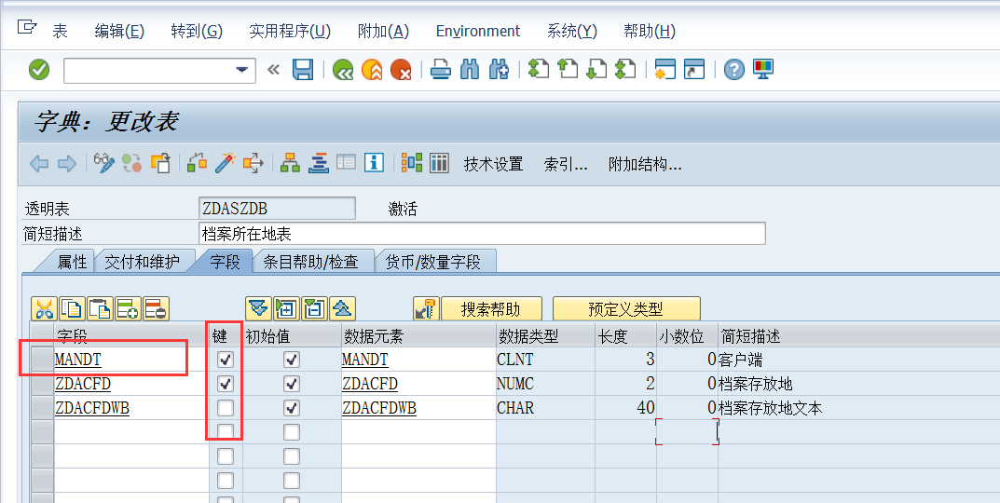 表 编辑(E) 转到(G) 实用程序(U) 附加(A) Environment 系统(Y) 帮助(H)
字典：更改表
技术设置 索引... 附加结构...
透明表 ZDASZDB 激活
简短描述 档案所在地表
属性 交付和维护 字段 条目帮助/检查 货币/数量字段
搜索帮助 预定义类型
字段 键 初始值 数据元素 数据类型 长度 小数位 简短描述
MANDT MANDT CLNT 3 0 客户端
ZDACFD ZDACFD NUMC 2 0 档案存放地
ZDACFDWB ZDACFDWB CHAR 40 0 档案存放地文本